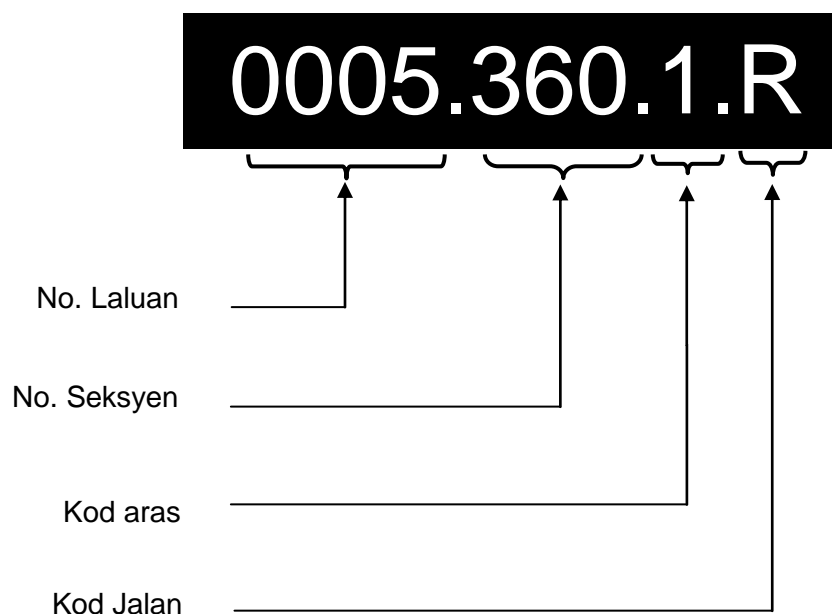 0005.360.1.R
No. Laluan
No. Seksyen
Kod aras
Kod Jalan